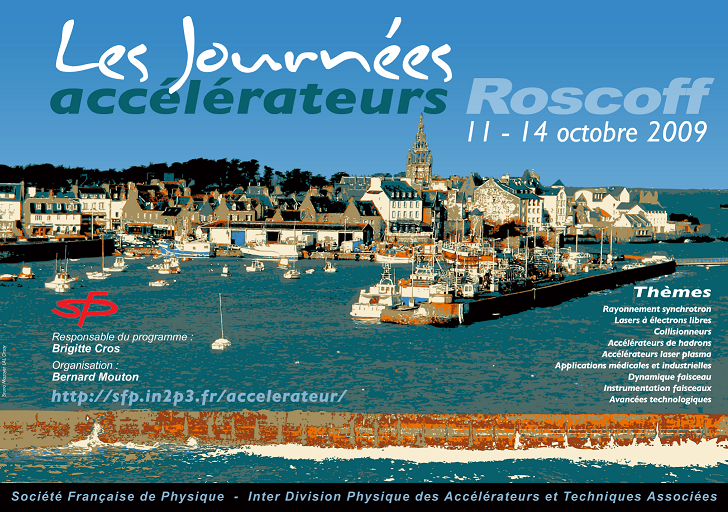 Les Journées
accélérateurs Roscoff
11 - 14 octobre 2009
sfp
Responsable du programme :
Brigitte Cros
Organisation :
Bernard Mouton
http://sfp.in2p3.fr/accelerateur/
Thèmes
Rayonnement synchrotron
Lasers à électrons libres
Collisionneurs
Accélérateurs de hadrons
Accélérateurs laser plasma
Applications médicales et industrielles
Dynamique faisceau
Instrumentation faisceaux
Avancées technologiques
Société Française de Physique - Inter Division Physique des Accélérateurs et Techniques Associées